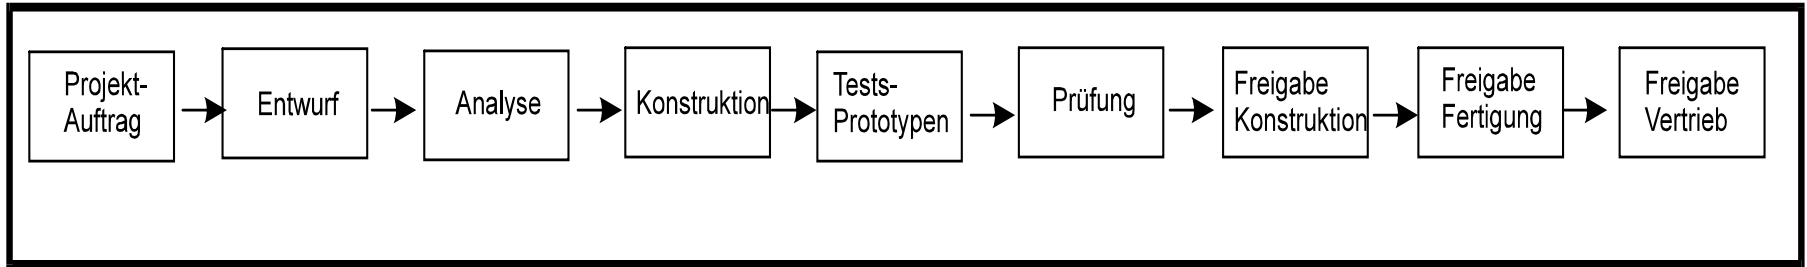 Projekt-
Auftrag
Entwurf
Analyse
Konstruktion
Tests-
Prototypen
Prüfung
Freigabe
Konstruktion
Freigabe
Fertigung
Freigabe
Vertrieb